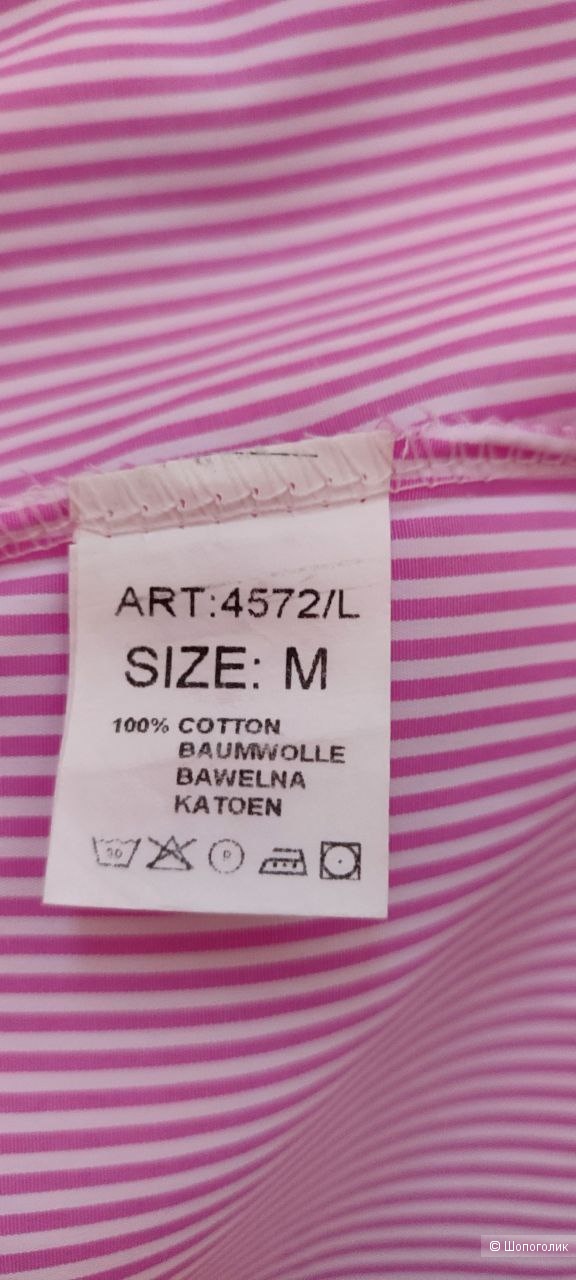 ART:4572/L
SIZE: M
100% COTTON
BAUMWOLLE
BAWELNA
KATOEN
30 P
© Шопоголик